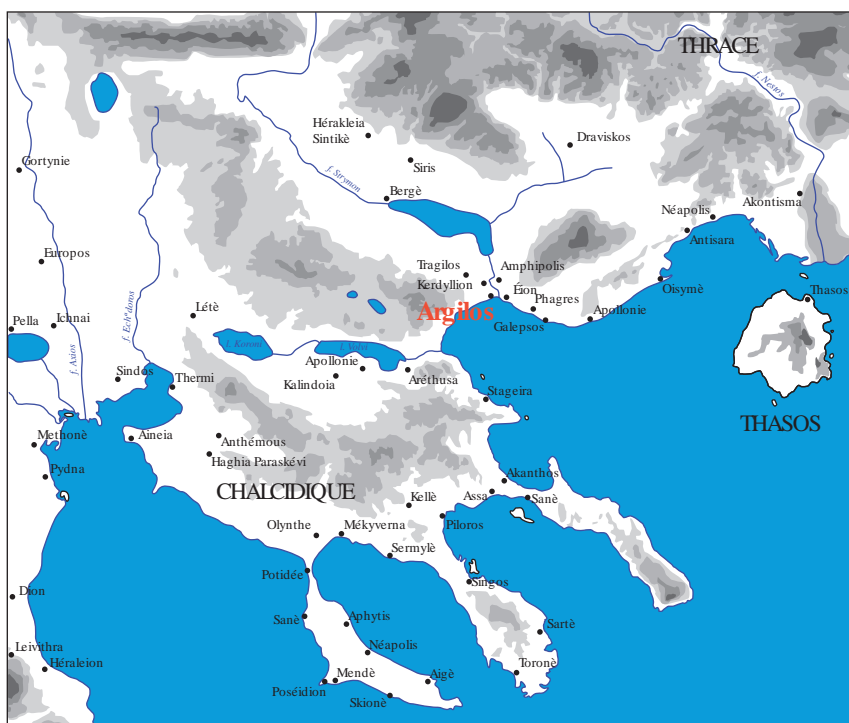 THRACE
f. Nestos
Hérakleia
Sintikè
Draviskos
Siris
Gortynie
f. Strymon
Bergè
Akontisma
Néapolis
Antisara
Europos
Tragilos
Amphipolis
Kerdyllion
Éion
Oisymè
Phagres
Thasos
Argilos
Apollonie
Galepsos
Létè
Pella
Ichnai
f. Axios
l. Koroni
l. Volvi
Apollonie
Sindos
Thermi
Kalindoia
Aréthusa
Stageira
THASOS
Methonè
Aineia
Anthémous
Haghia Paraskévi
Pydna
CHALCIDIQUE
Akanthos
Assa
Sanè
Kellè
Piloros
Olynthe
Mékyverna
Sermylè
Potidée
Singos
Dion
Sanè
Aphytis
Sartè
Néapolis
Leivithra
Héraleion
Mendè
Aigè
Toronè
Poséidion
Skionè